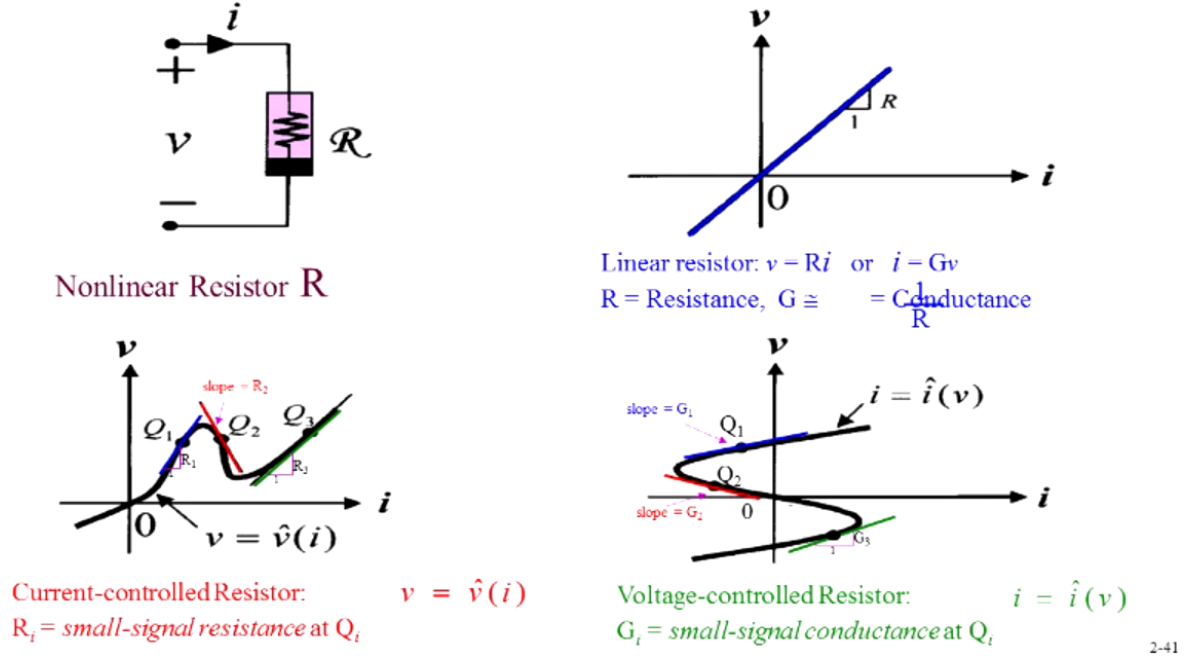 i
+
v
−
ℛ
Nonlinear Resistor R
v
R
1
i
0
Linear resistor: v = Ri or i = Gv
R = Resistance, G ≅ 1/R = Conductance
v
slope = R₂
Q₁
Q₂
Q₃
R₁
R₃
1
i
0
v = v̂(i)
Current-controlled Resistor: v = v̂(i)
Rᵢ = small-signal resistance at Qᵢ
v
i = î(v)
slope = G₁
Q₁
Q₂
i
slope = G₂
0
G₃
1
Voltage-controlled Resistor: i = î(v)
Gᵢ = small-signal conductance at Qᵢ
2-41